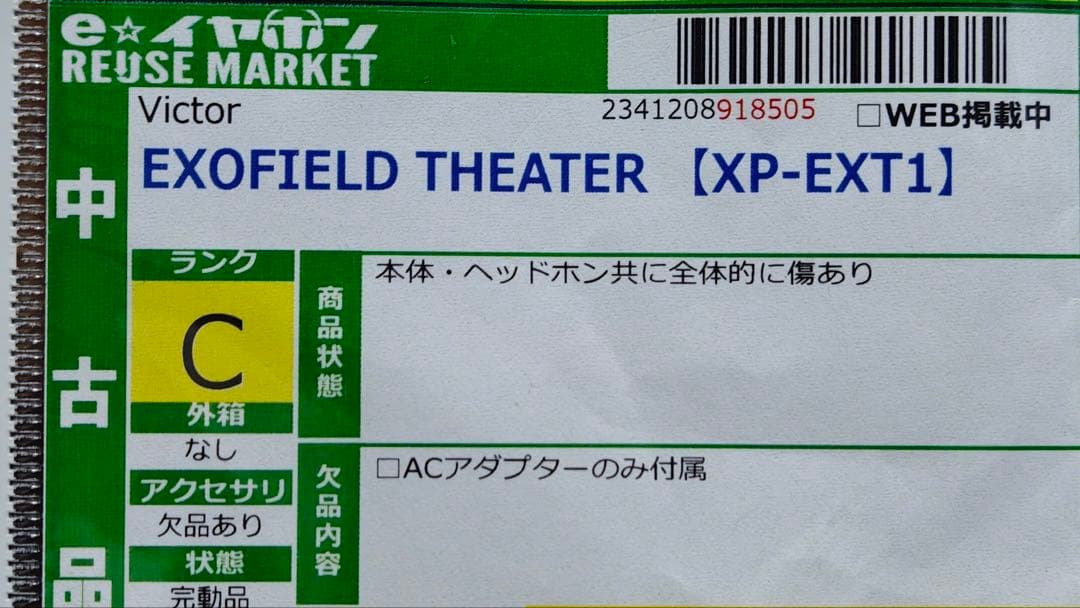 e☆イヤホン
REUSE MARKET
Victor
2341208918505
□WEB掲載中
EXOFIELD THEATER 【XP-EXT1】
中古品
ランク
C
外箱
なし
アクセサリ
欠品あり
状態
完動品
商品状態
本体・ヘッドホン共に全体的に傷あり
欠品内容
□ACアダプターのみ付属